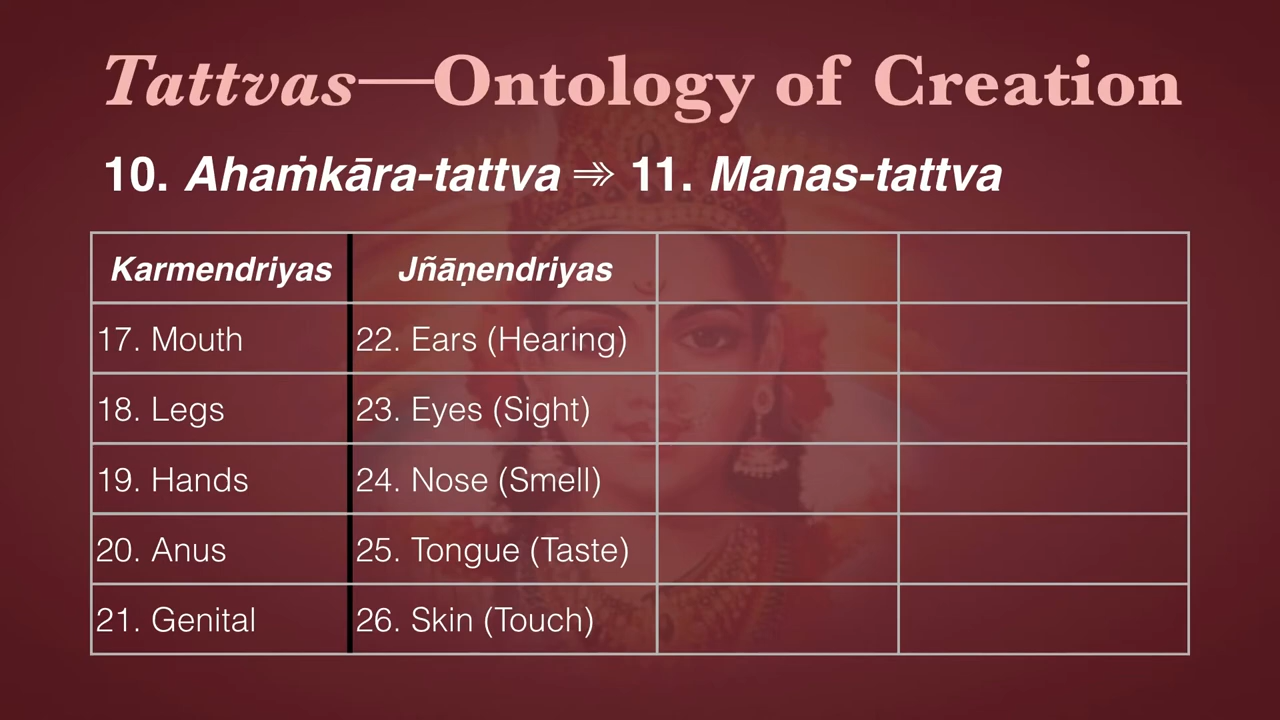 Tattvas—Ontology of Creation
10. Ahaṁkāra-tattva ⇛ 11. Manas-tattva
Karmendriyas Jñāṇendriyas
17. Mouth 22. Ears (Hearing)
18. Legs 23. Eyes (Sight)
19. Hands 24. Nose (Smell)
20. Anus 25. Tongue (Taste)
21. Genital 26. Skin (Touch)